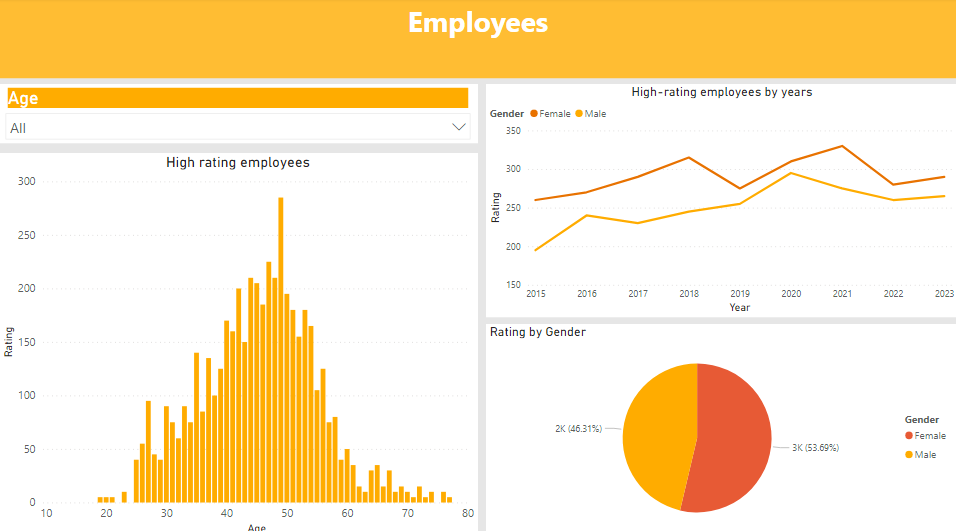 Employees
Age
All
High rating employees
300
250
200
150
100
50
0
Rating
10 20 30 40 50 60 70 80
Age
High-rating employees by years
Gender Female Male
350
300
250
200
150
Rating
2015 2016 2017 2018 2019 2020 2021 2022 2023
Year
Rating by Gender
2K (46.31%)
3K (53.69%)
Gender
Female
Male